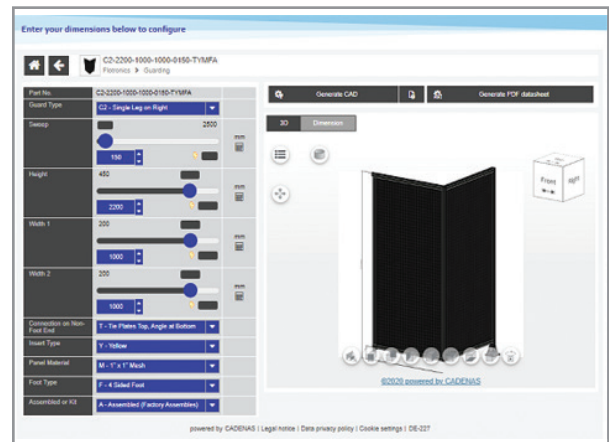 Enter your dimensions below to configure
C2-2200-1000-1000-0150-TYMFA
Fotronics > Guarding
Part No.
C2-2200-1000-1000-0150-TYMFA
Guard Type
C2 - Single Leg on Right
Sweep
2500
mm
150
Height
450
mm
2200
Width 1
200
mm
1000
Width 2
200
mm
1000
Connection on Non-Foot End
T - Tie Plates Top, Angle at Bottom
Insert Type
Y - Yellow
Panel Material
M - 1" x 1" Mesh
Foot Type
F - 4 Sided Foot
Assembled or Kit
A - Assembled (Factory Assembles)
Generate CAD
Generate PDF datasheet
3D
Dimension
Front
Right
©2020 powered by CADENAS
powered by CADENAS | Legal notice | Data privacy policy | Cookie settings | DE-227